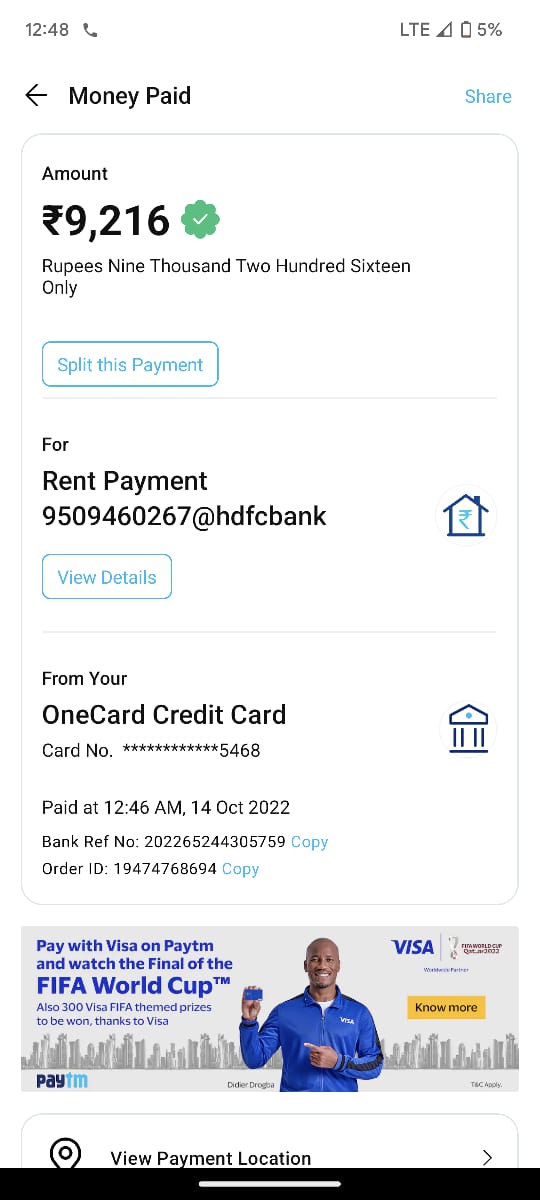 12:48
LTE 5%
Money Paid
Share
Amount
₹9,216
Rupees Nine Thousand Two Hundred Sixteen
Only
Split this Payment
For
Rent Payment
9509460267@hdfcbank
View Details
From Your
OneCard Credit Card
Card No. ************5468
Paid at 12:46 AM, 14 Oct 2022
Bank Ref No: 202265244305759 Copy
Order ID: 19474768694 Copy
Pay with Visa on Paytm
and watch the Final of the
FIFA World Cup™
Also 300 Visa FIFA themed prizes
to be won, thanks to Visa
paytm
Didier Drogba
VISA
VISA
FIFA WORLD CUP
Qatar2022
Worldwide Partner
Know more
T&C Apply.
View Payment Location